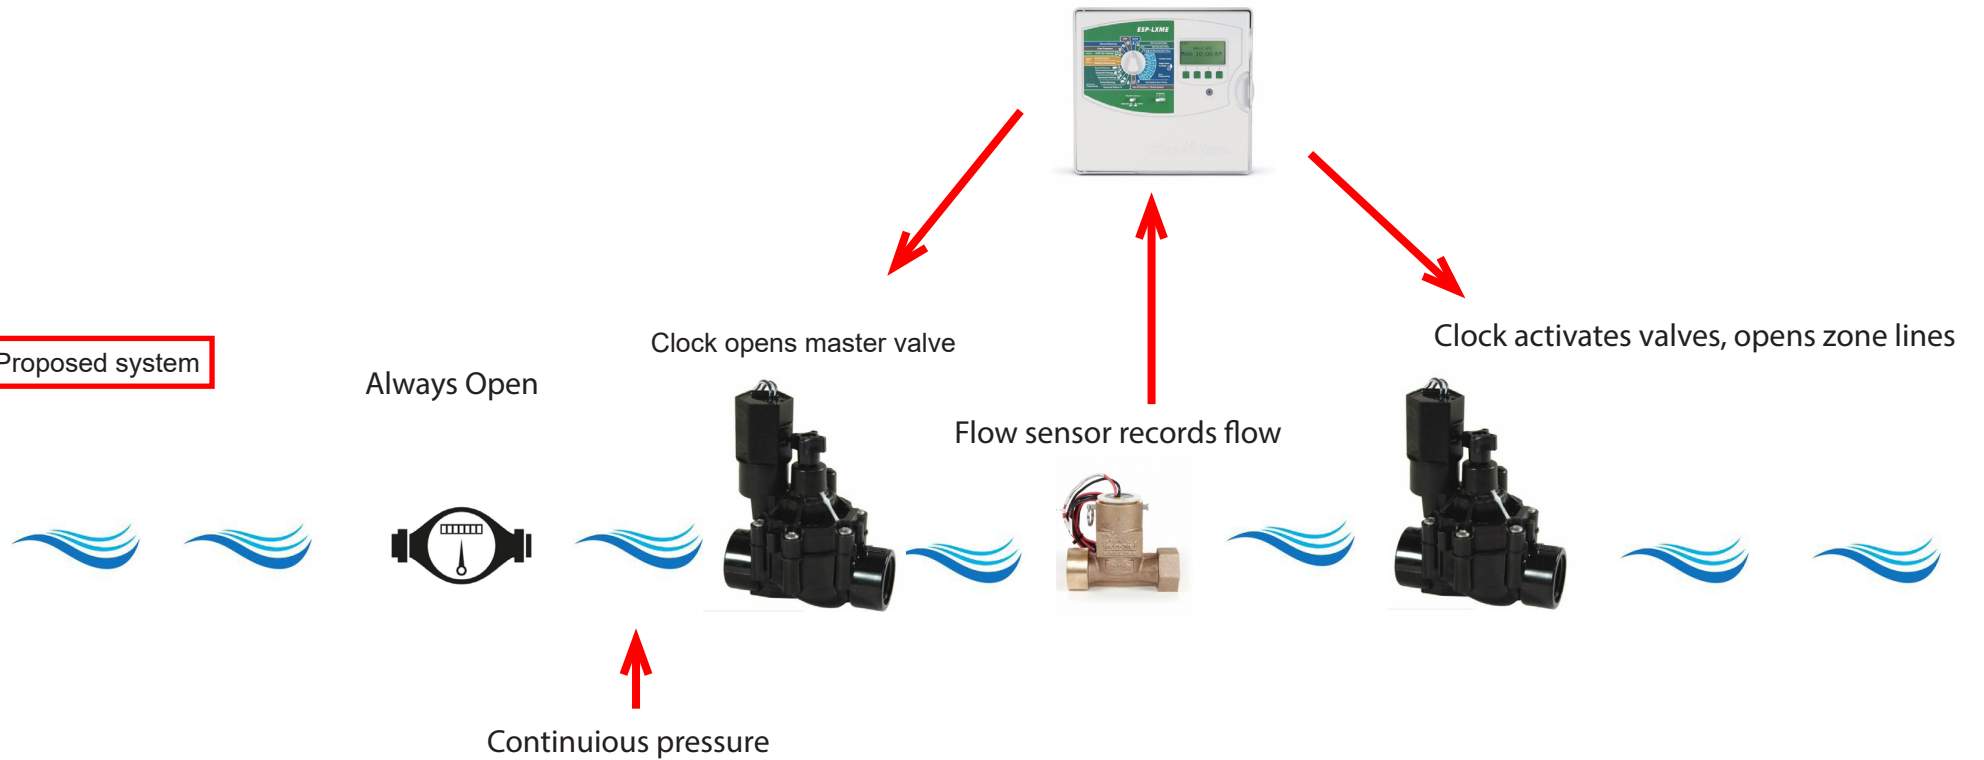 ESP-LXME
Proposed system
Always Open
Clock opens master valve
Flow sensor records flow
Clock activates valves, opens zone lines
Continuious pressure